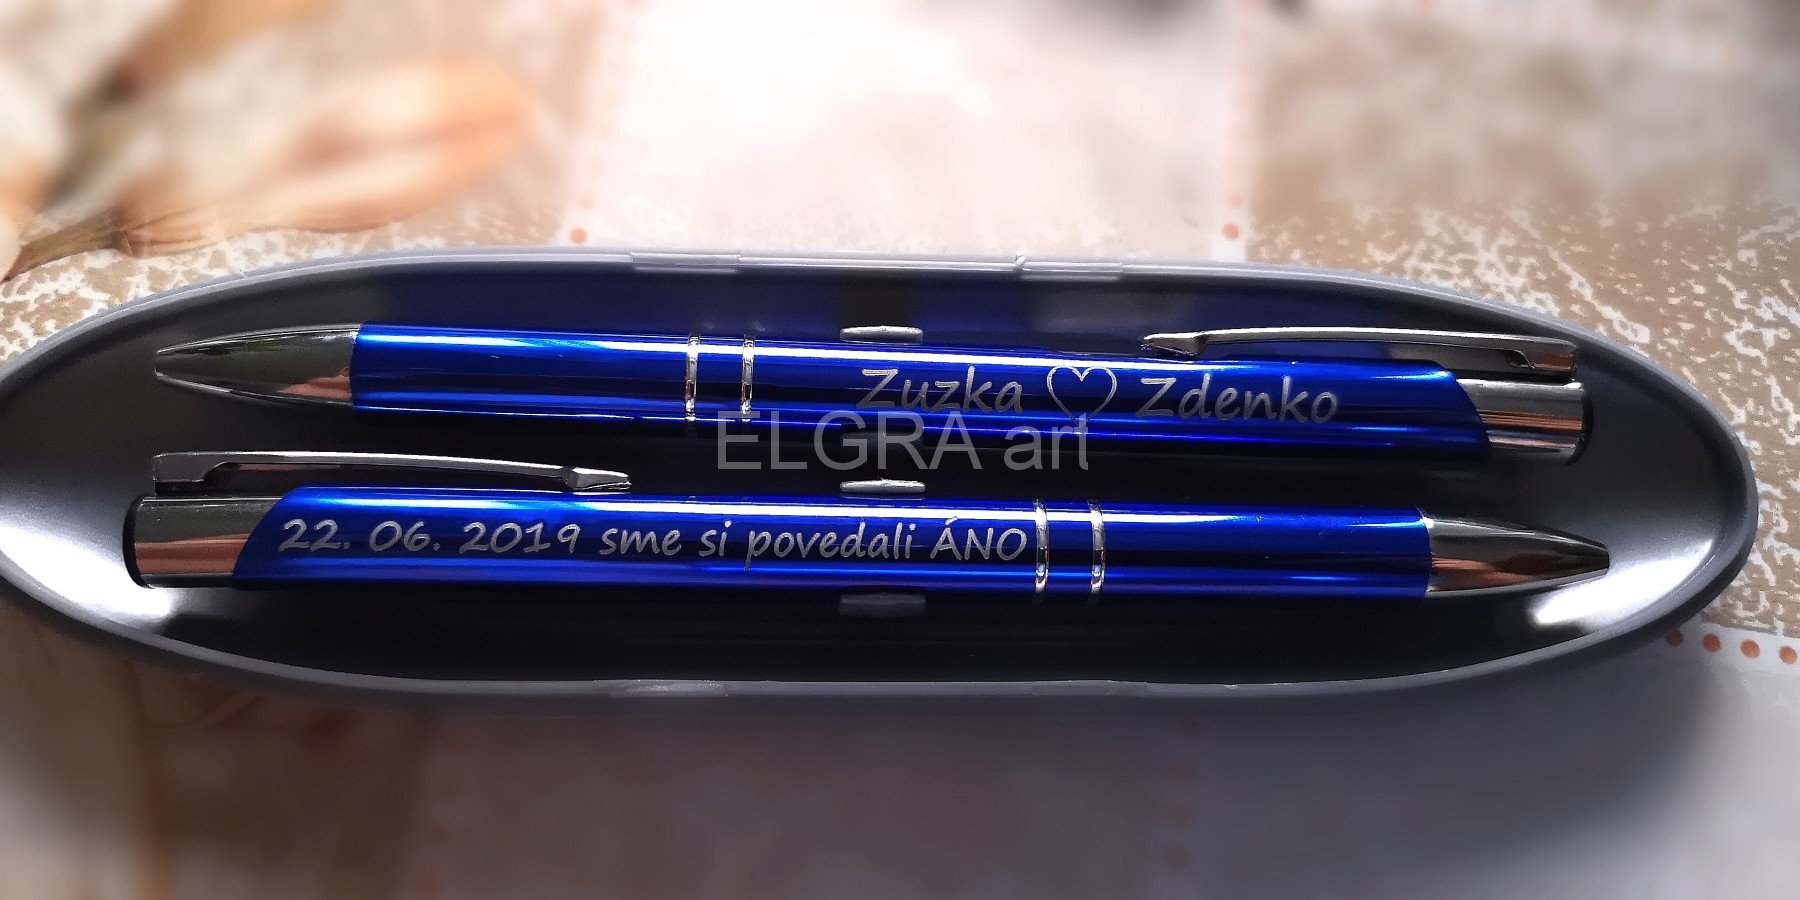 Zuzka ♡ Zdenko
ELGRA art
22. 06. 2019 sme si povedali ÁNO